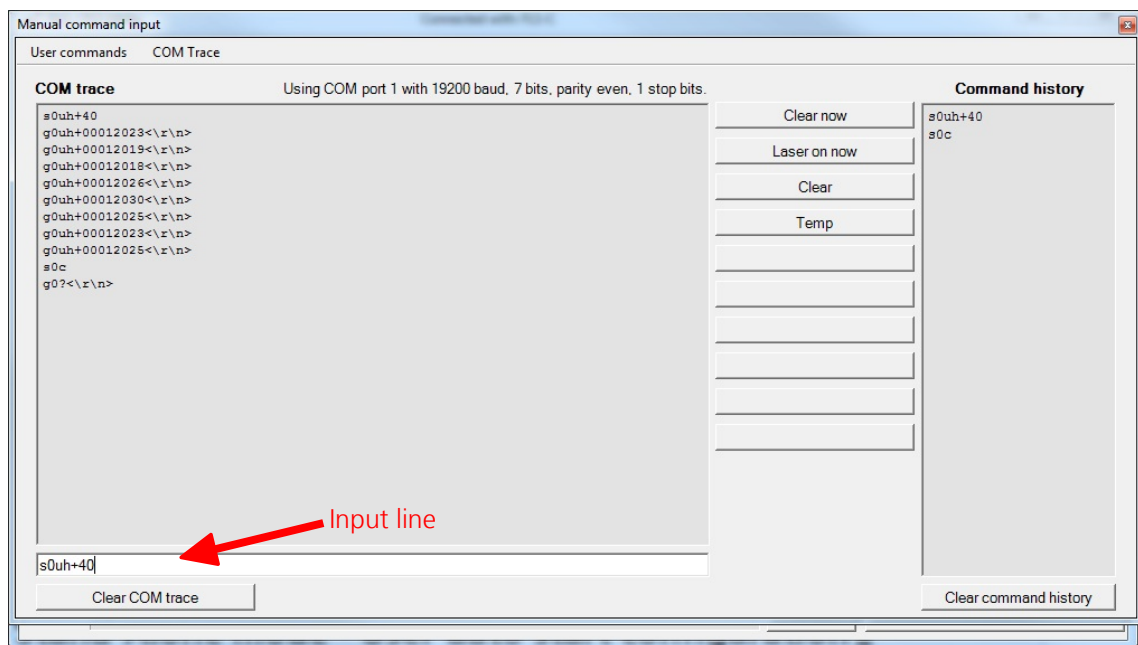 Manual command input
User commands COM Trace
COM trace Using COM port 1 with 19200 baud, 7 bits, parity even, 1 stop bits. Command history
s0uh+40
g0uh+00012023<\r\n>
g0uh+00012019<\r\n>
g0uh+00012018<\r\n>
g0uh+00012026<\r\n>
g0uh+00012030<\r\n>
g0uh+00012025<\r\n>
g0uh+00012023<\r\n>
g0uh+00012025<\r\n>
s0c
g0?<\r\n>
Clear now
Laser on now
Clear
Temp
s0uh+40
s0c
Input line
s0uh+40
Clear COM trace
Clear command history